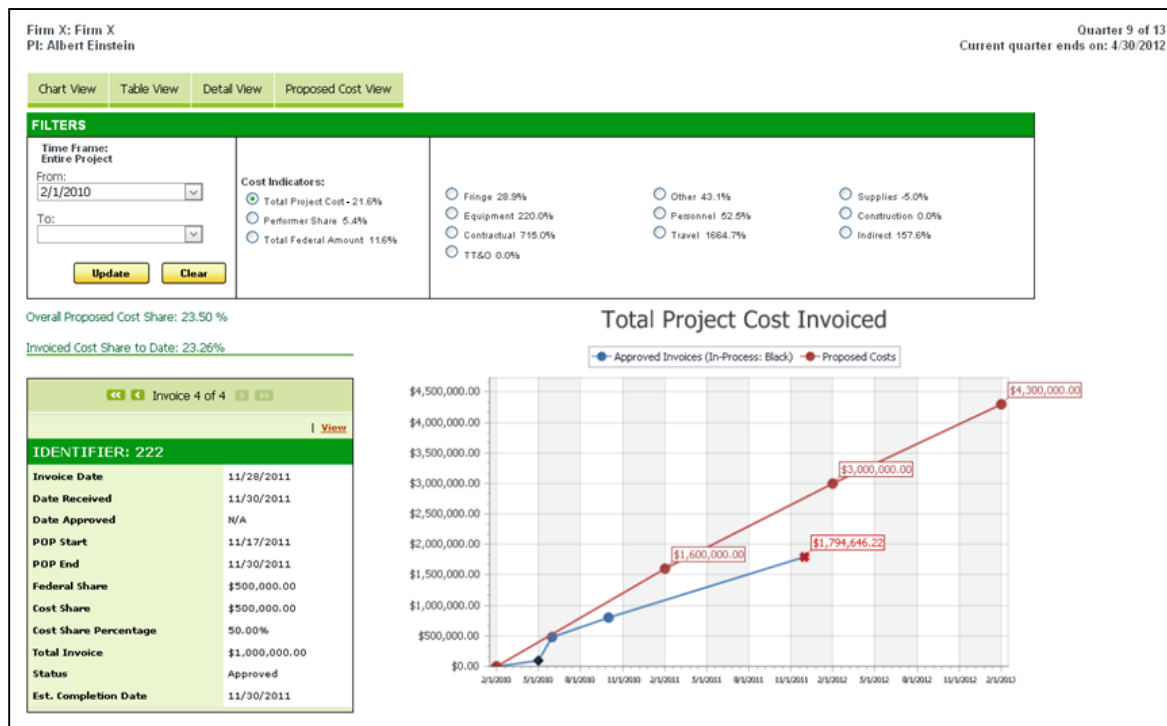 Firm X: Firm X
PI: Albert Einstein
Quarter 9 of 13
Current quarter ends on: 4/30/2012
Chart View
Table View
Detail View
Proposed Cost View
FILTERS
Time Frame:
Entire Project
From:
2/1/2010
To:
Update
Clear
Cost Indicators:
Total Project Cost - 21.6%
Performer Share 5.4%
Total Federal Amount 11.6%
Fringe 28.9%
Equipment 220.0%
Contractual 715.0%
TT&O 0.0%
Other 43.1%
Personnel 52.5%
Travel 1664.7%
Supplies -5.0%
Construction 0.0%
Indirect 157.6%
Overall Proposed Cost Share: 23.50 %
Invoiced Cost Share to Date: 23.26%
Invoice 4 of 4
| View
IDENTIFIER: 222
Invoice Date 11/28/2011
Date Received 11/30/2011
Date Approved N/A
POP Start 11/17/2011
POP End 11/30/2011
Federal Share $500,000.00
Cost Share $500,000.00
Cost Share Percentage 50.00%
Total Invoice $1,000,000.00
Status Approved
Est. Completion Date 11/30/2011
Total Project Cost Invoiced
Approved Invoices (In-Process: Black)
Proposed Costs
$4,500,000.00
$4,000,000.00
$3,500,000.00
$3,000,000.00
$2,500,000.00
$2,000,000.00
$1,500,000.00
$1,000,000.00
$500,000.00
$0.00
$4,300,000.00
$3,000,000.00
$1,794,646.22
$1,600,000.00
2/1/2010 5/1/2010 8/1/2010 11/1/2010 2/1/2011 5/1/2011 8/1/2011 11/1/2011 2/1/2012 5/1/2012 8/1/2012 11/1/2012 2/1/2013